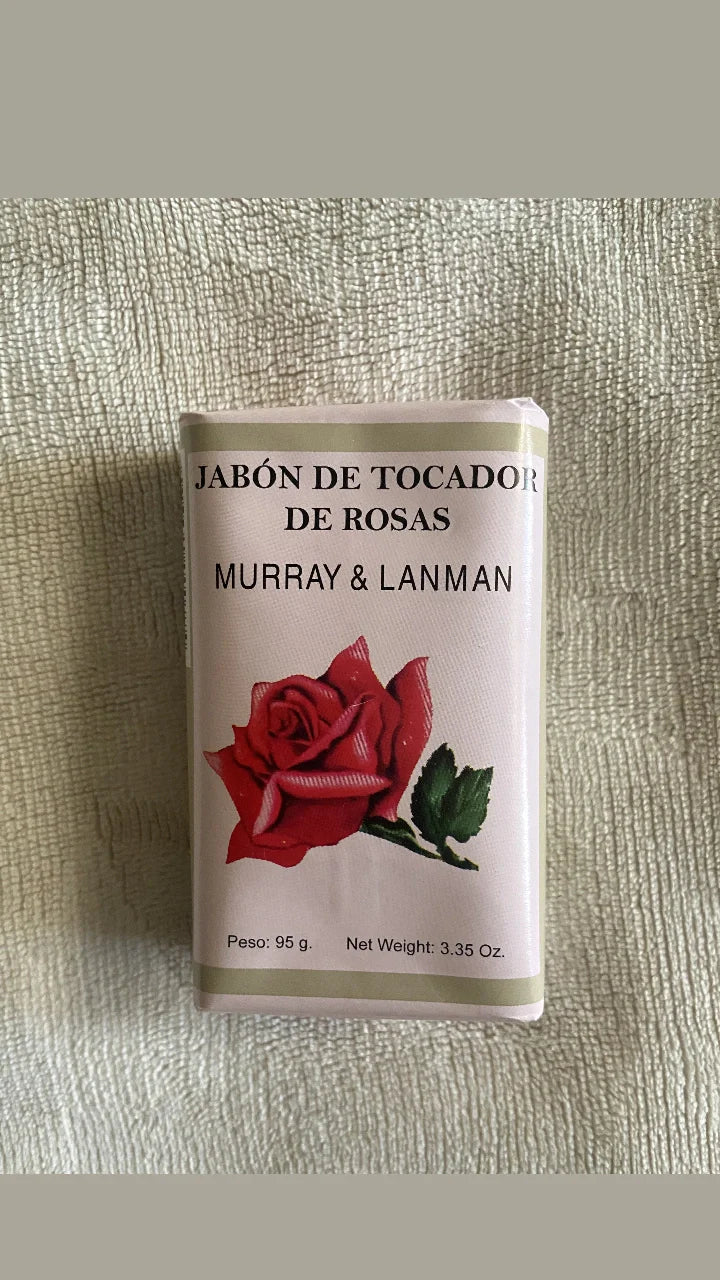 JABÓN DE TOCADOR
DE ROSAS
MURRAY & LANMAN
Peso: 95 g. Net Weight: 3.35 Oz.